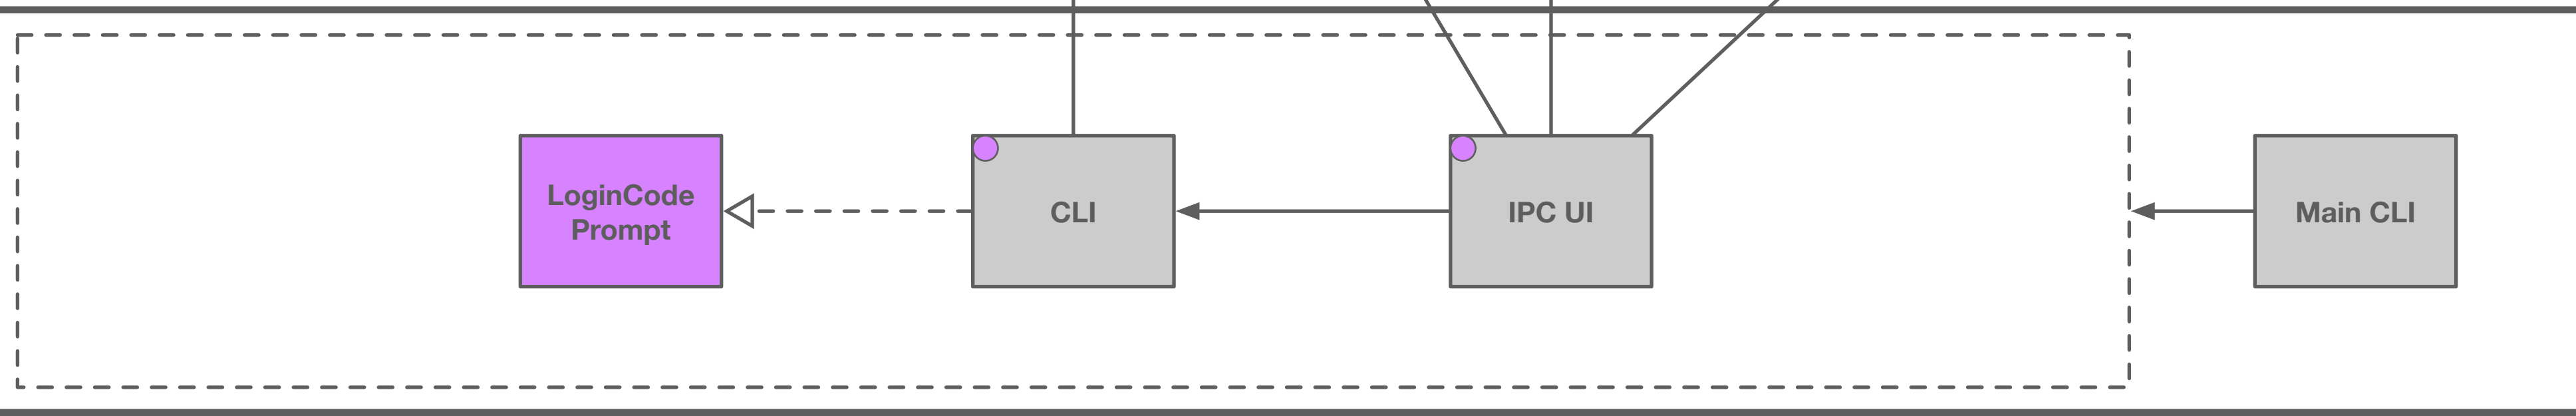 LoginCode
Prompt
CLI
IPC UI
Main CLI